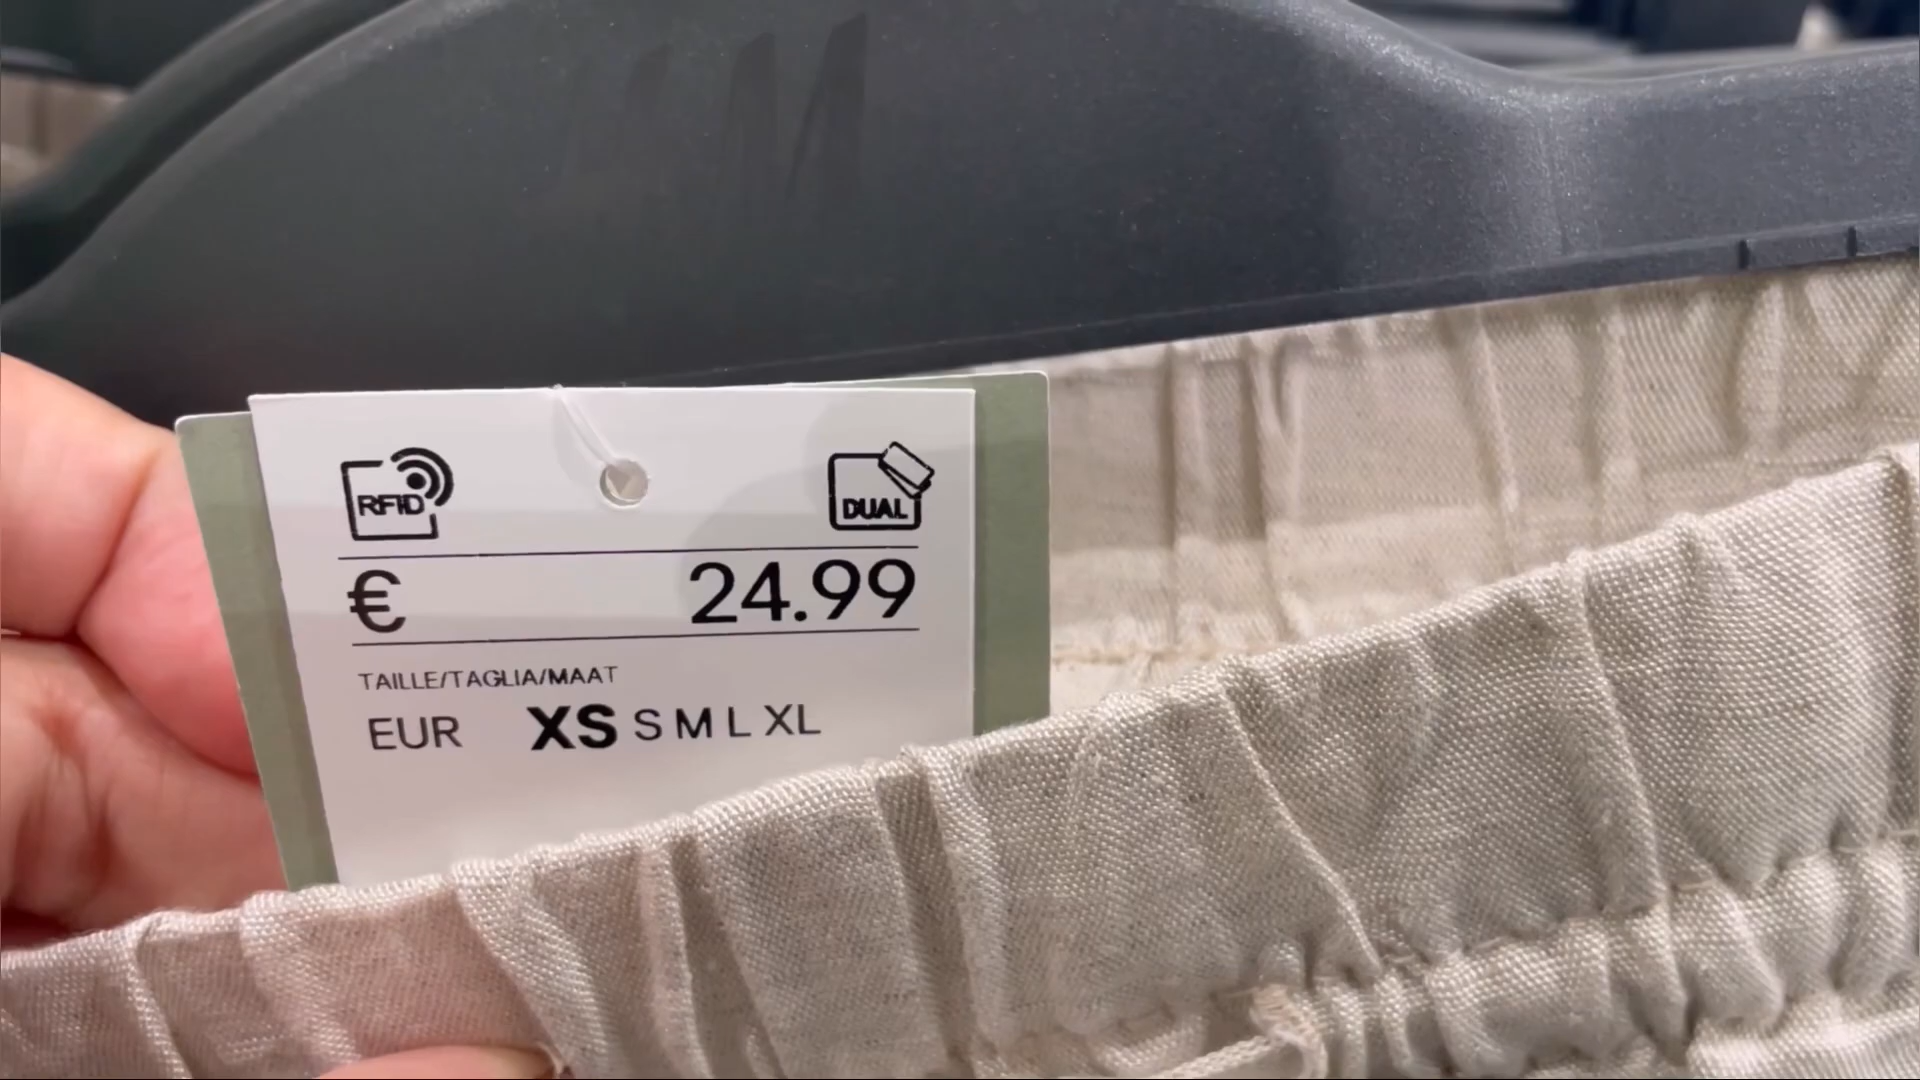 RFID
DUAL
€ 24.99
TAILLE/TAGLIA/MAAT
EUR XS S M L XL